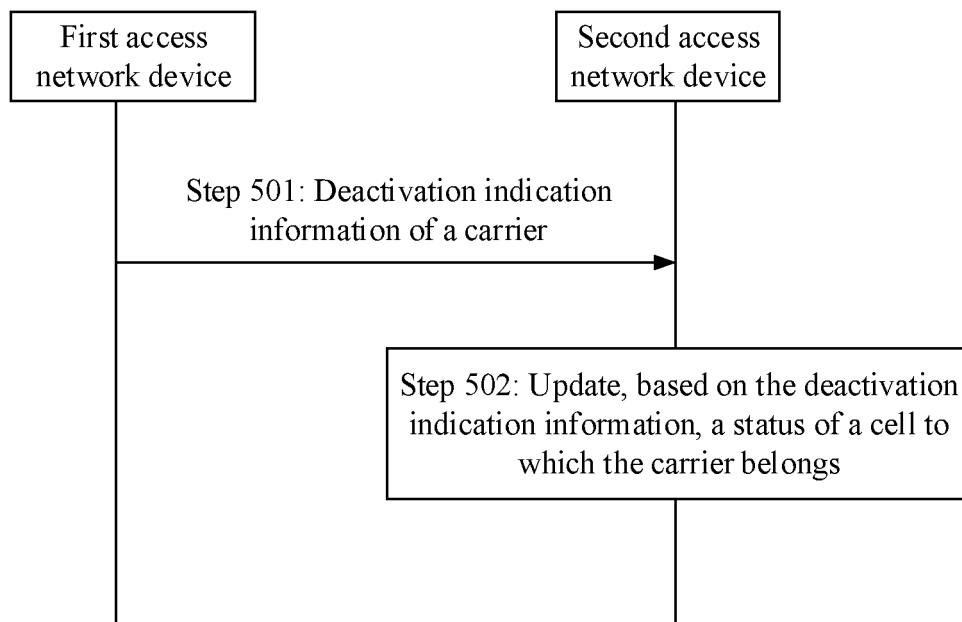 First access
network device
Second access
network device
Step 501: Deactivation indication
information of a carrier
Step 502: Update, based on the deactivation
indication information, a status of a cell to
which the carrier belongs